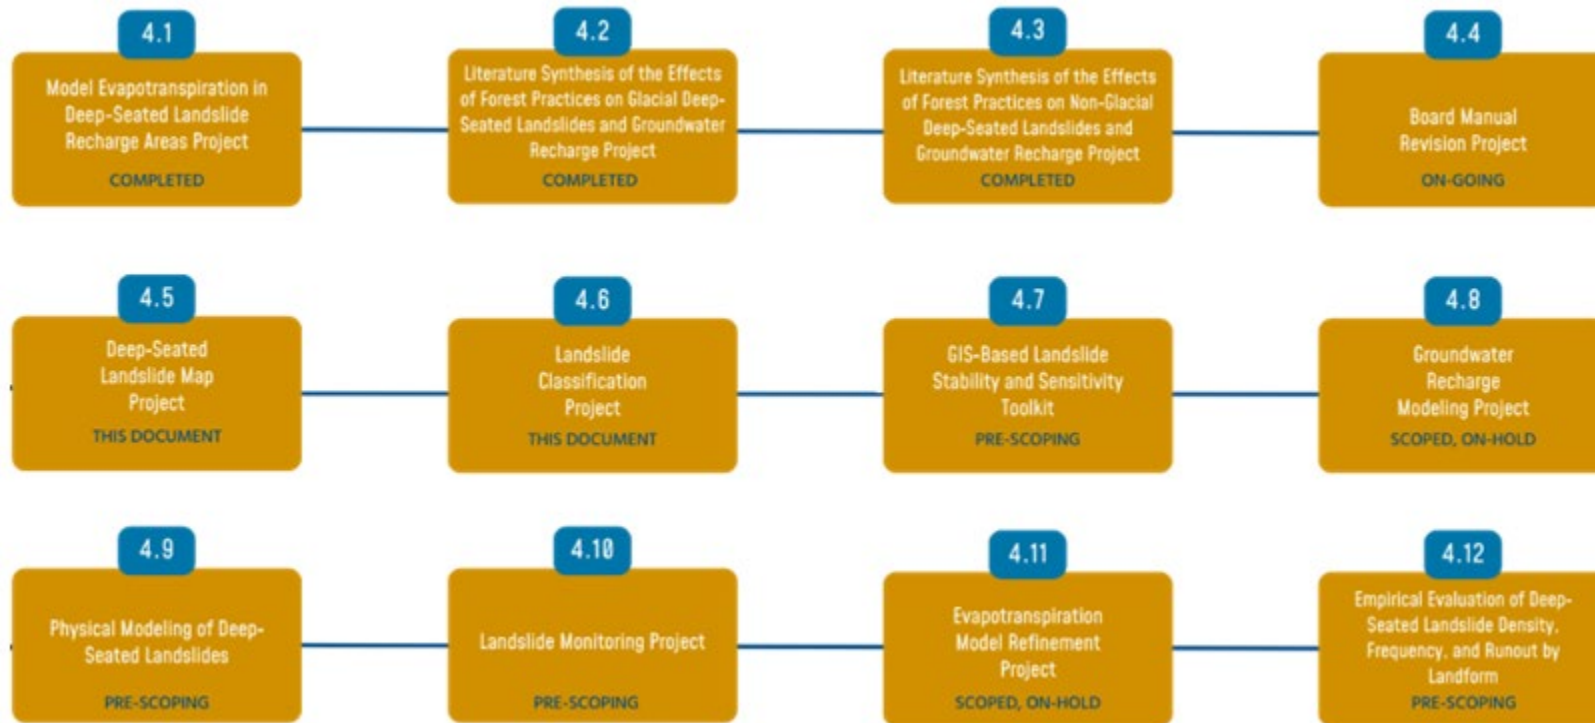 4.1
Model Evapotranspiration in
Deep-Seated Landslide
Recharge Areas Project
COMPLETED
4.2
Literature Synthesis of the Effects
of Forest Practices on Glacial Deep-
Seated Landslides and Groundwater
Recharge Project
COMPLETED
4.3
Literature Synthesis of the Effects
of Forest Practices on Non-Glacial
Deep-Seated Landslides and
Groundwater Recharge Project
COMPLETED
4.4
Board Manual
Revision Project
ON-GOING
4.5
Deep-Seated
Landslide Map
Project
THIS DOCUMENT
4.6
Landslide
Classification
Project
THIS DOCUMENT
4.7
GIS-Based Landslide
Stability and Sensitivity
Toolkit
PRE-SCOPING
4.8
Groundwater
Recharge
Modeling Project
SCOPED, ON-HOLD
4.9
Physical Modeling of Deep-
Seated Landslides
PRE-SCOPING
4.10
Landslide Monitoring Project
PRE-SCOPING
4.11
Evapotranspiration
Model Refinement
Project
SCOPED, ON-HOLD
4.12
Empirical Evaluation of Deep-
Seated Landslide Density,
Frequency, and Runout by
Landform
PRE-SCOPING